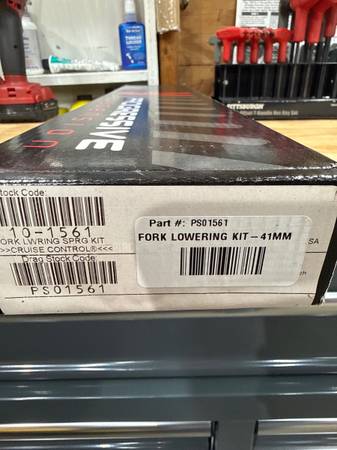 PROGRESSIVE
PITTSBURGH
Stock Code:
10-1561
FORK LWRING SPRG KIT
>>CRUISE CONTROL®<<<
Drag Stock Code
PS01561
Part #: PS01561
FORK LOWERING KIT – 41MM
SA